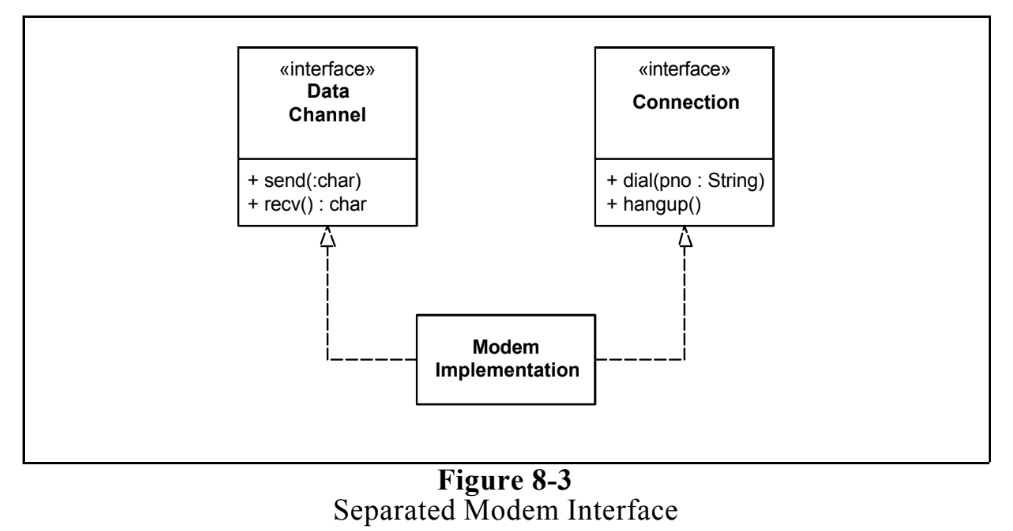 «interface»
Data
Channel
+ send(:char)
+ recv() : char
«interface»
Connection
+ dial(pno : String)
+ hangup()
Modem
Implementation
Figure 8-3
Separated Modem Interface